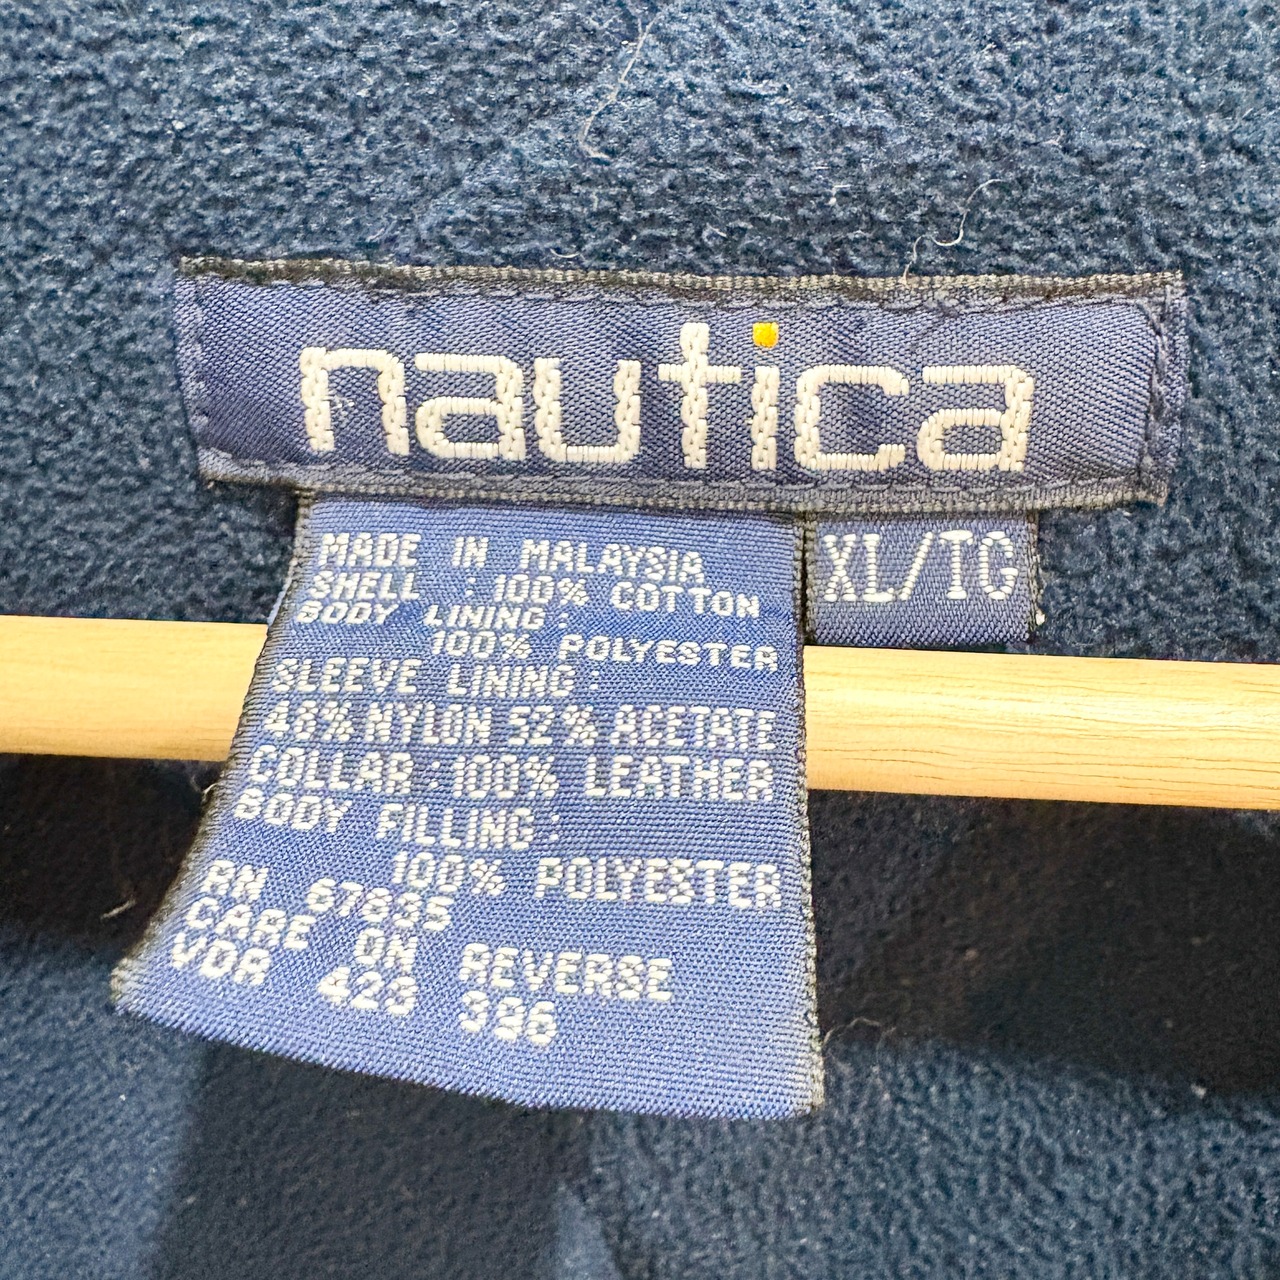 nautica
XL/TG
MADE IN MALAYSIA
SHELL : 100% COTTON
BODY LINING :
100% POLYESTER
SLEEVE LINING :
48% NYLON 52% ACETATE
COLLAR : 100% LEATHER
BODY FILLING :
100% POLYESTER
RN 67835
CARE ON REVERSE
VDR 423 396